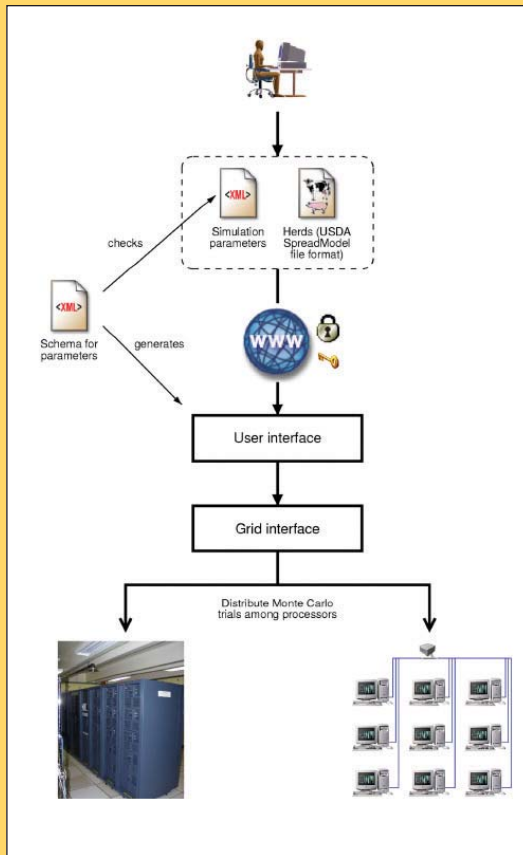 <XML>
Simulation
parameters
Herds (USDA
SpreadModel
file format)
checks
<XML>
Schema for
parameters
generates
WWW
User interface
Grid interface
Distribute Monte Carlo
trials among processors